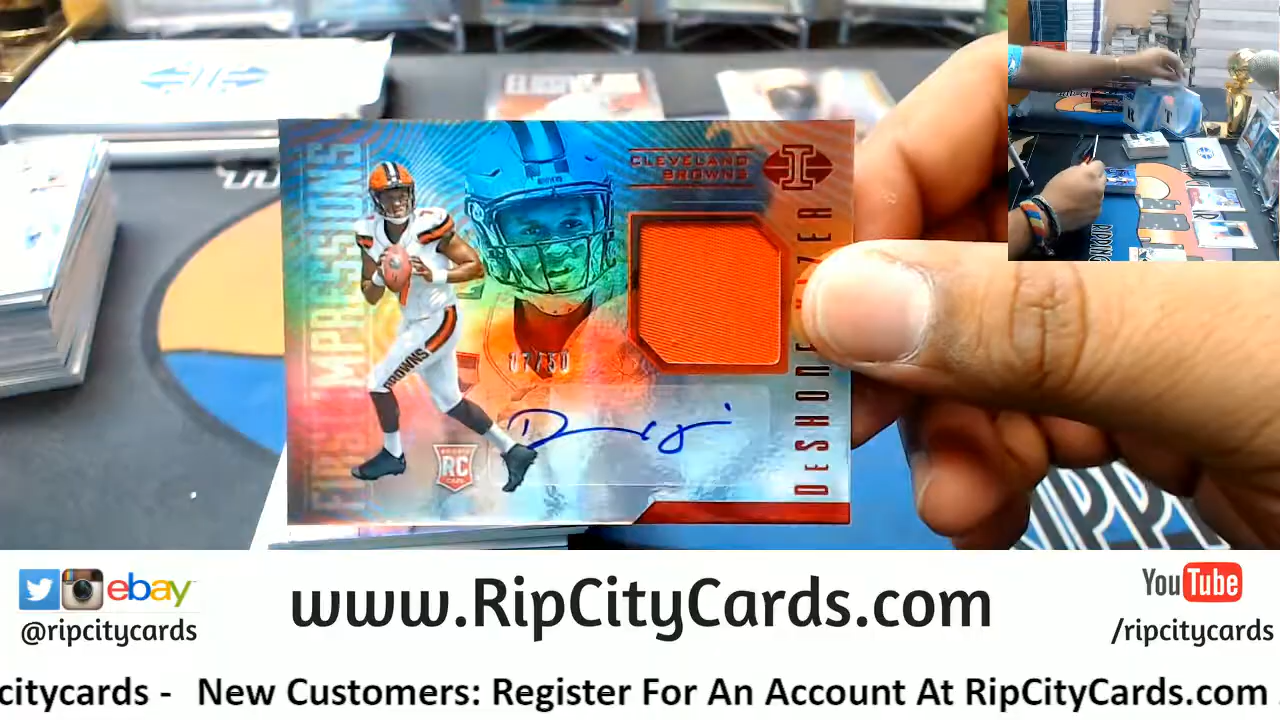 FIRST IMPRESSIONS
CLEVELAND
BROWNS
I
BROWNS
07/50
RC
ebay
@ripcitycards
www.RipCityCards.com
YouTube
/ripcitycards
citycards - New Customers: Register For An Account At RipCityCards.com